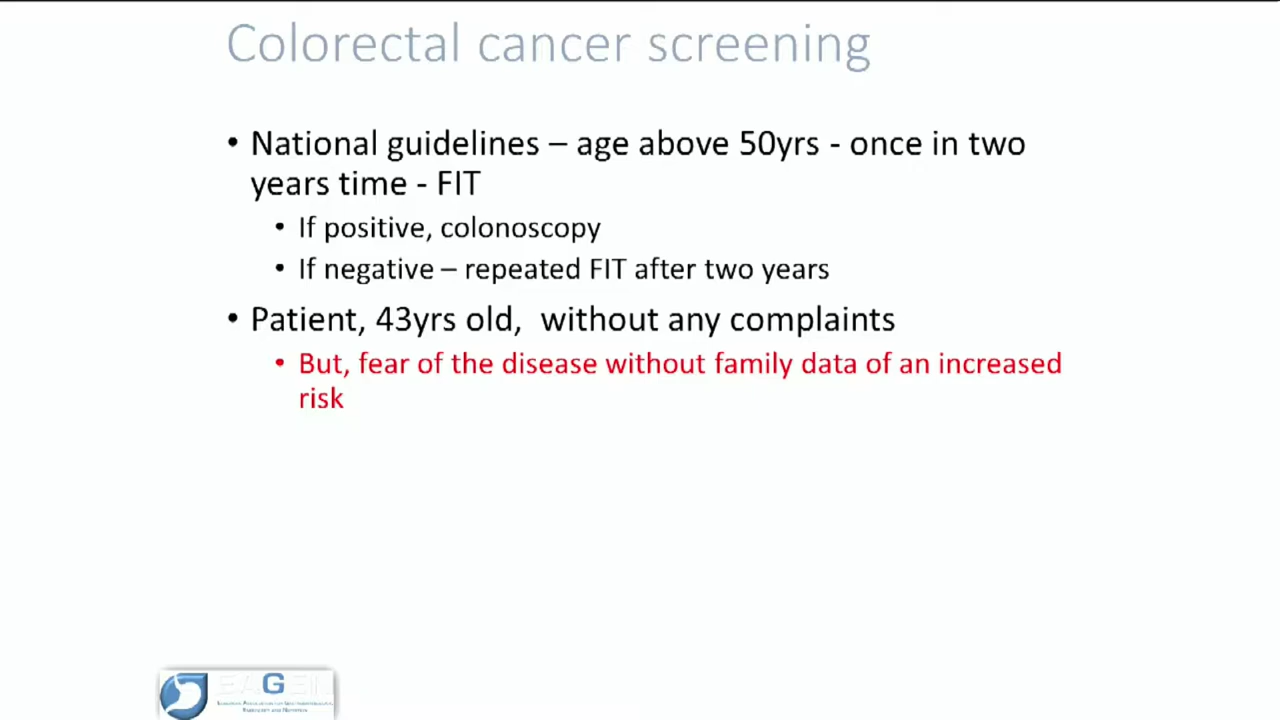 Colorectal cancer screening
• National guidelines – age above 50yrs - once in two
years time - FIT
• If positive, colonoscopy
• If negative – repeated FIT after two years
• Patient, 43yrs old,  without any complaints
• But, fear of the disease without family data of an increased
risk
EAGEN